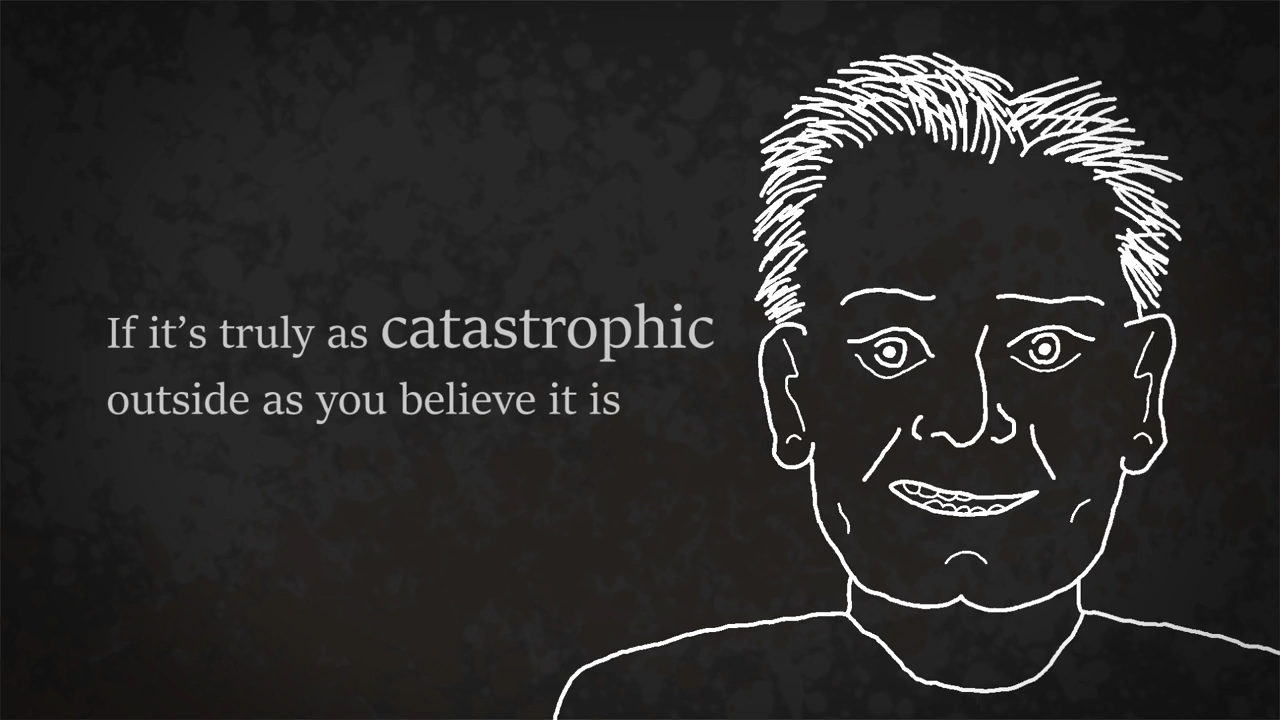 If it’s truly as catastrophic
outside as you believe it is